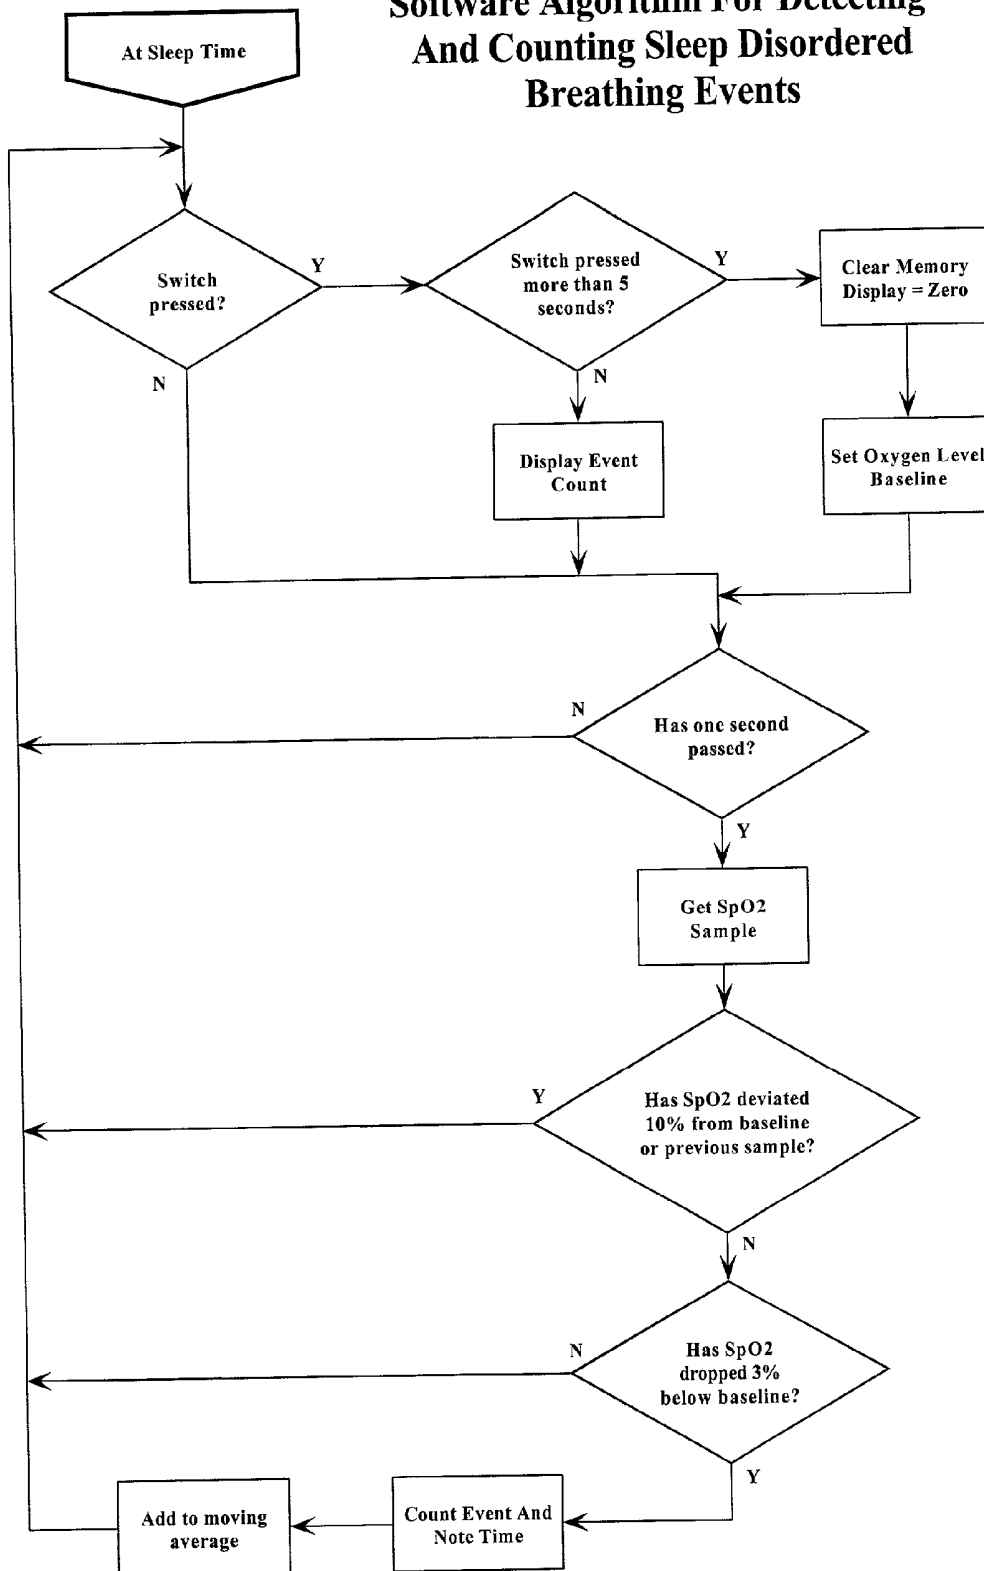 Software Algorithm For Detecting
And Counting Sleep Disordered
Breathing Events
At Sleep Time
Switch
pressed?
Y
N
Switch pressed
more than 5
seconds?
Y
N
Clear Memory
Display = Zero
Display Event
Count
Set Oxygen Level
Baseline
Has one second
passed?
N
Y
Get SpO2
Sample
Has SpO2 deviated
10% from baseline
or previous sample?
Y
N
Has SpO2
dropped 3%
below baseline?
N
Y
Count Event And
Note Time
Add to moving
average